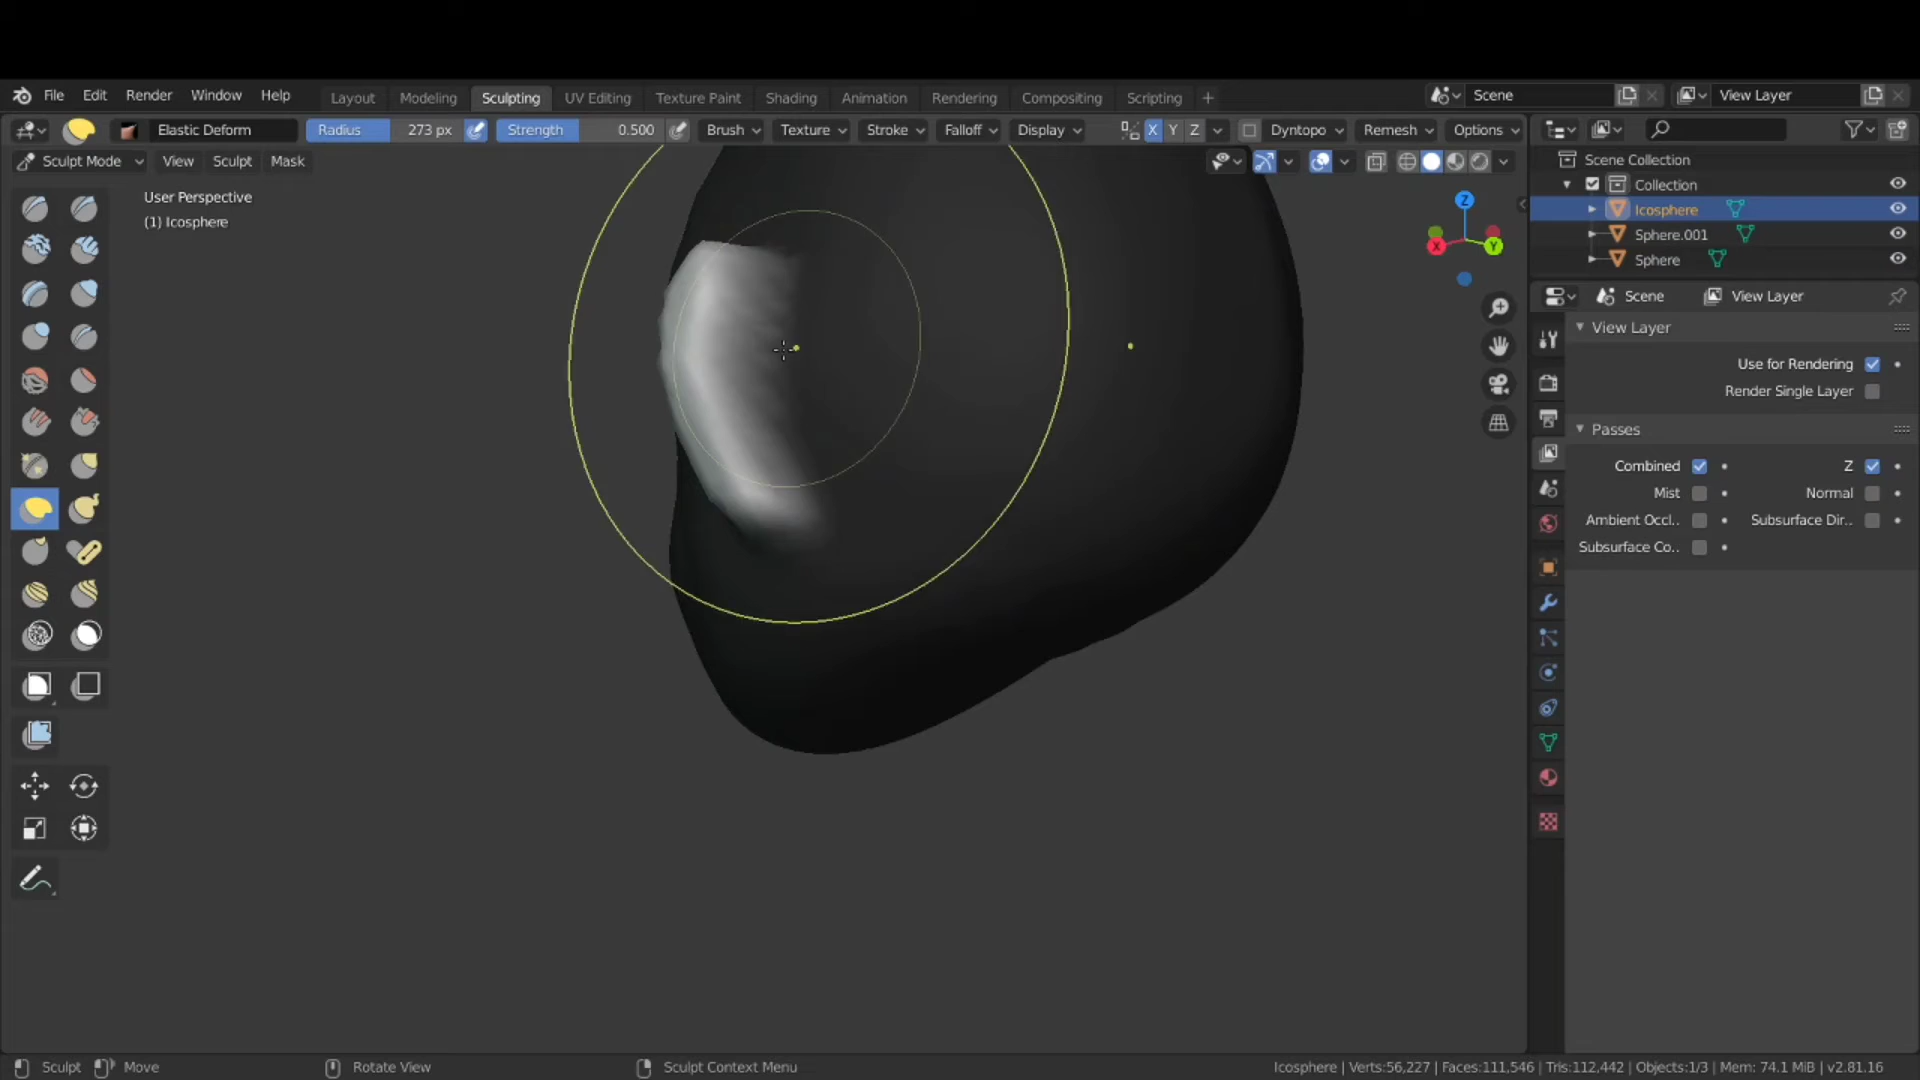 File Edit Render Window Help Layout Modeling Sculpting UV Editing Texture Paint Shading Animation Rendering Compositing Scripting + Scene View Layer
Elastic Deform Radius 273 px Strength 0.500 Brush Texture Stroke Falloff Display X Y Z Dyntopo Remesh Options
Sculpt Mode View Sculpt Mask
User Perspective
(1) Icosphere
Z
X
Y
Scene Collection
Collection
Icosphere
Sphere.001
Sphere
Scene View Layer
View Layer
Use for Rendering
Render Single Layer
Passes
Combined Z
Mist Normal
Ambient Occl.. Subsurface Dir..
Subsurface Co..
Sculpt Move Rotate View Sculpt Context Menu Icosphere | Verts:56,227 | Faces:111,546 | Tris:112,442 | Objects:1/3 | Mem: 74.1 MiB | v2.81.16